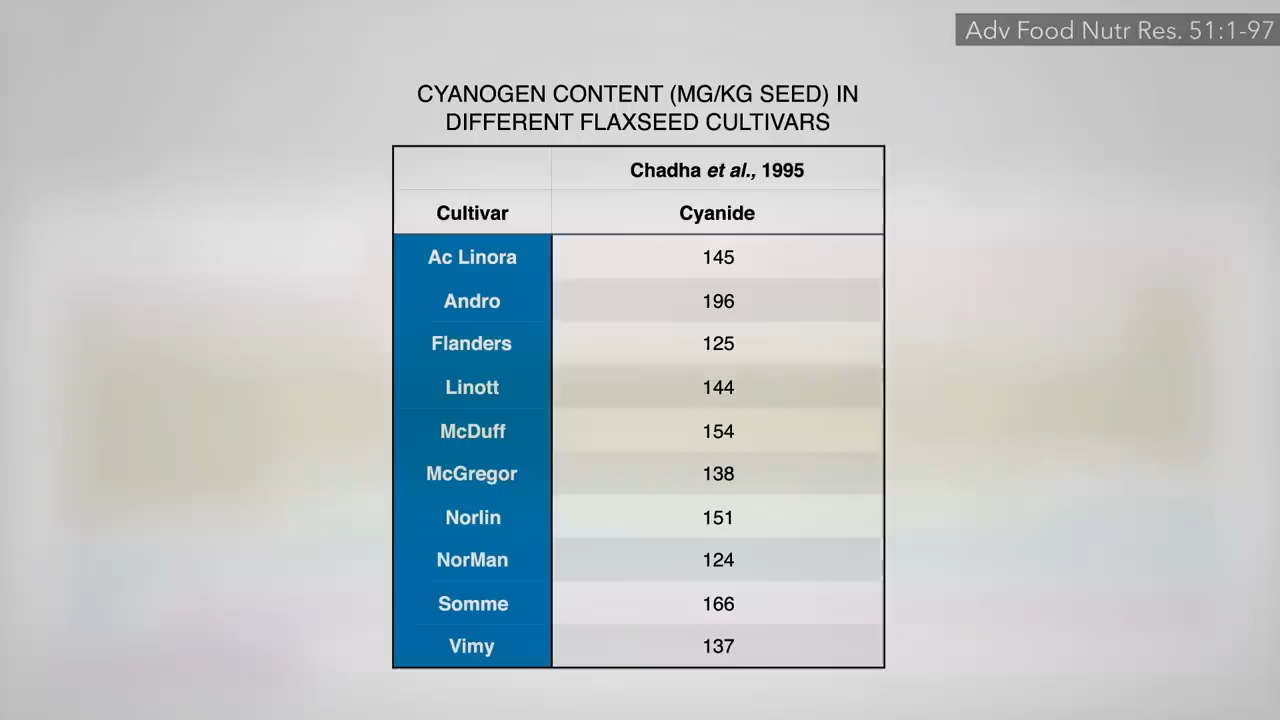 Adv Food Nutr Res. 51:1-97
CYANOGEN CONTENT (MG/KG SEED) IN
DIFFERENT FLAXSEED CULTIVARS
Chadha et al., 1995
Cultivar Cyanide
Ac Linora 145
Andro 196
Flanders 125
Linott 144
McDuff 154
McGregor 138
Norlin 151
NorMan 124
Somme 166
Vimy 137